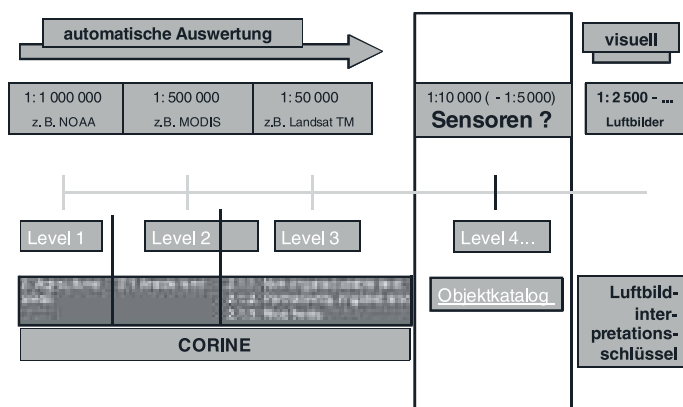 automatische Auswertung
visuell
1:1 000 000
z.B. NOAA
1:500 000
z.B. MODIS
1:50 000
z.B. Landsat TM
1:10 000 ( - 1:5 000)
Sensoren ?
1:2 500 - ...
Luftbilder
Level 1
Level 2
Level 3
Level 4...
Objektkatalog
CORINE
Luftbild-
inter-
pretations-
schlüssel